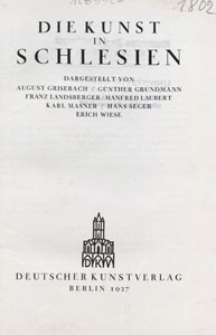 1802
DIE KUNST
IN
SCHLESIEN
DARGESTELLT VON
AUGUST GRISEBACH / GÜNTHER GRUNDMANN
FRANZ LANDSBERGER / MANFRED LAUBERT
KARL MASNER / HANS SEGER
ERICH WIESE
DEUTSCHER KUNSTVERLAG
BERLIN 1927